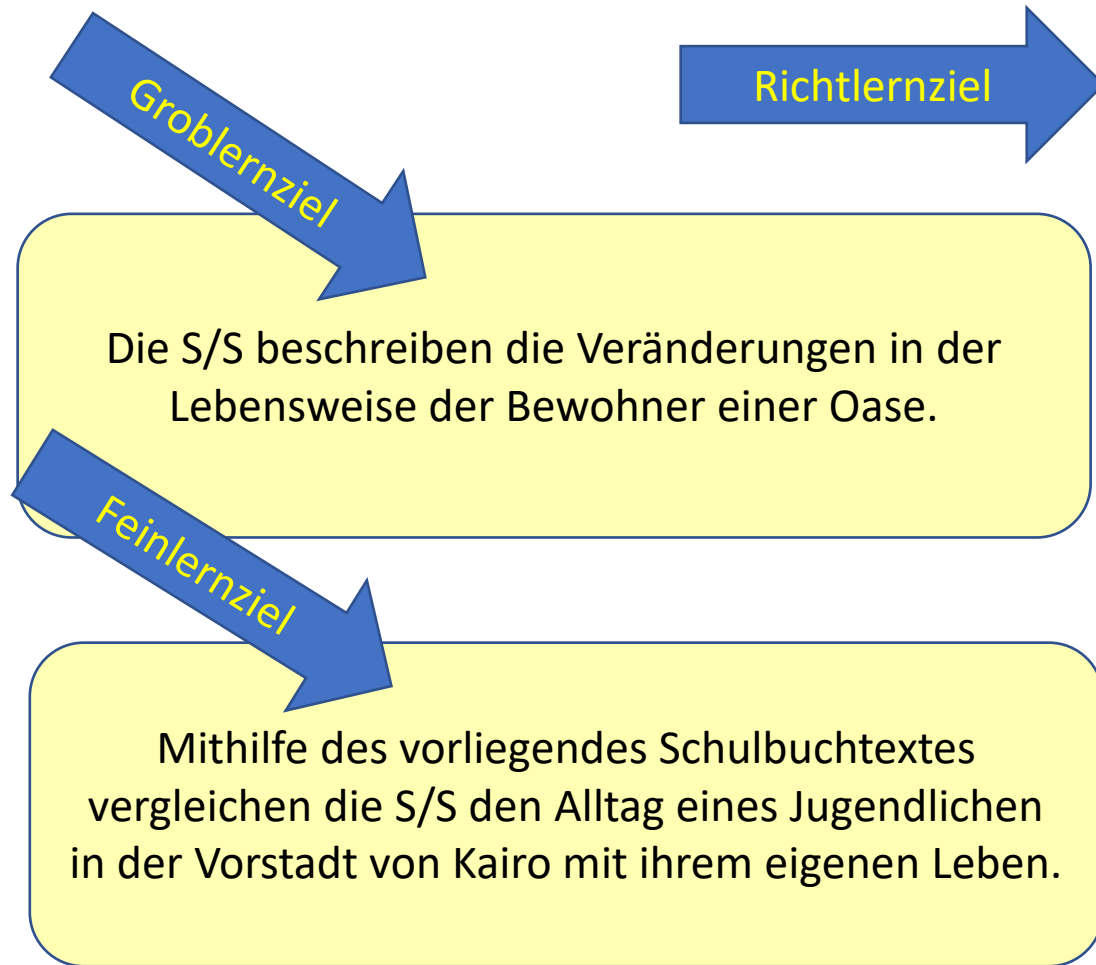 Groblernziel
Richtlernziel
Die S/S beschreiben die Veränderungen in der
Lebensweise der Bewohner einer Oase.
Feinlernziel
Mithilfe des vorliegendes Schulbuchtextes
vergleichen die S/S den Alltag eines Jugendlichen
in der Vorstadt von Kairo mit ihrem eigenen Leben.